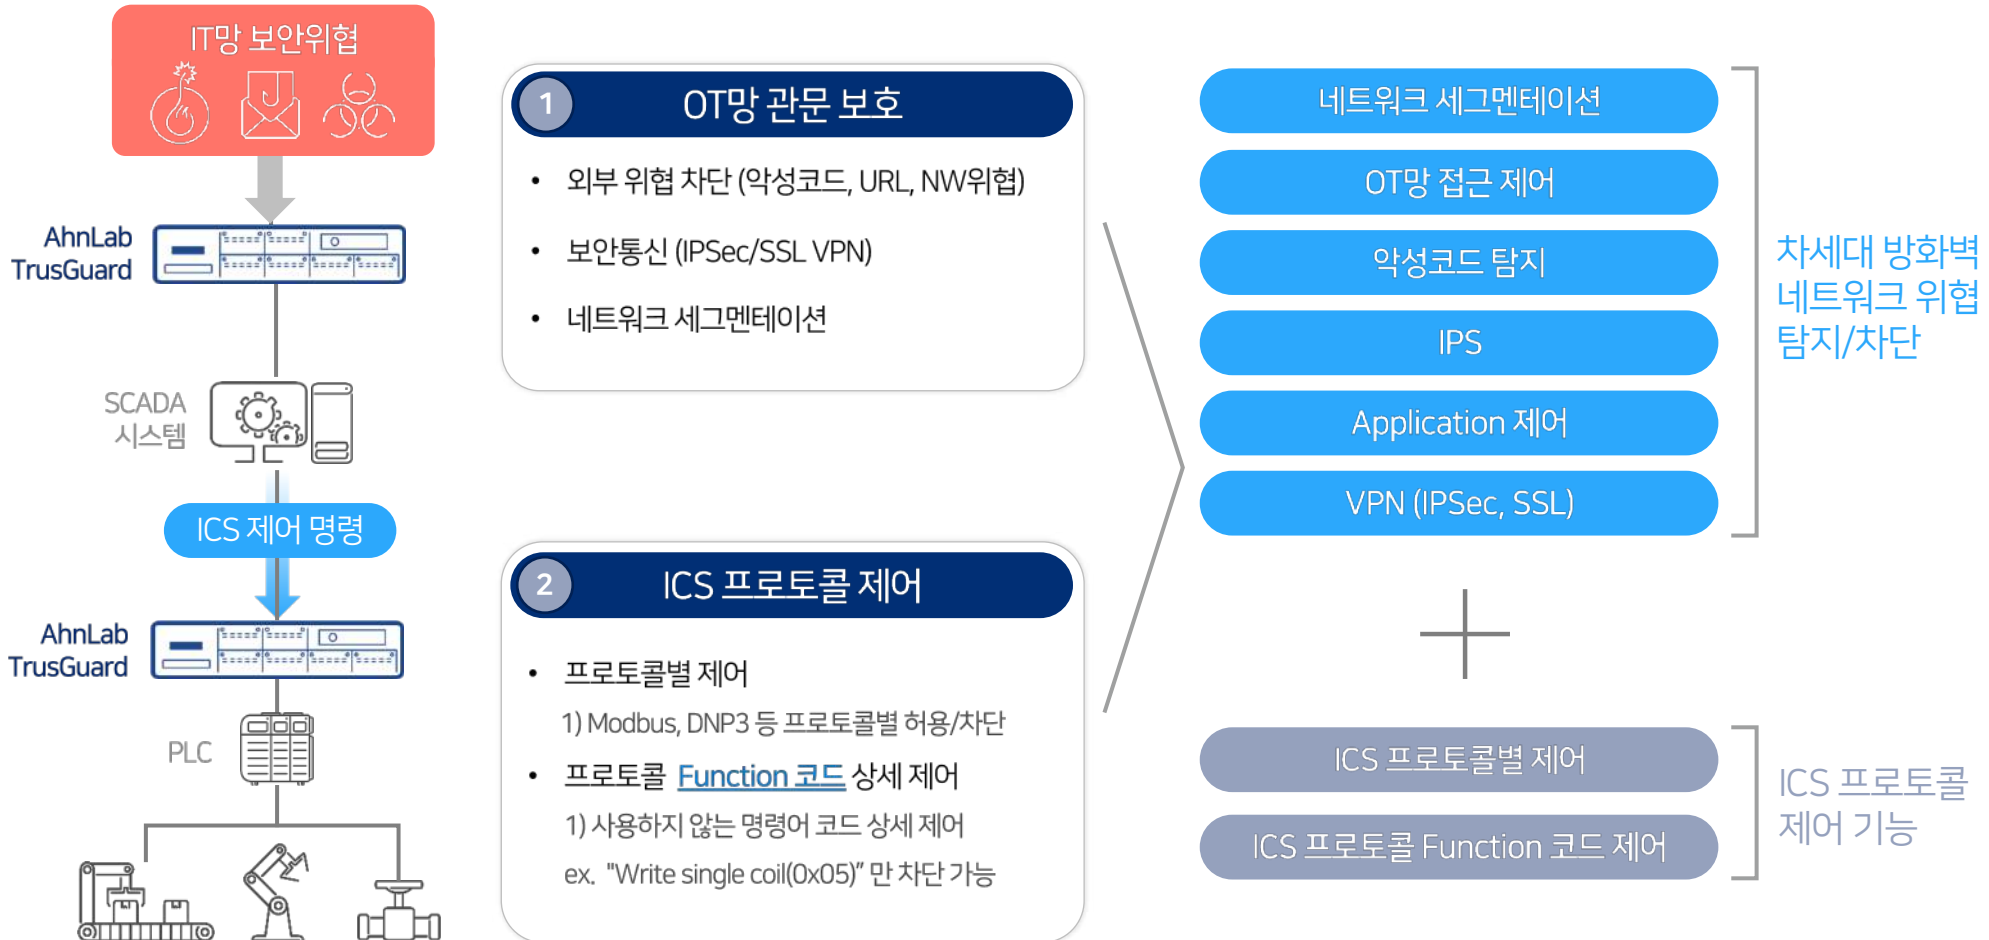 IT망 보안위협
AhnLab
TrusGuard
SCADA
시스템
ICS 제어 명령
AhnLab
TrusGuard
PLC
1
OT망 관문 보호
• 외부 위협 차단 (악성코드, URL, NW위협)
• 보안통신 (IPSec/SSL VPN)
• 네트워크 세그멘테이션
2
ICS 프로토콜 제어
• 프로토콜별 제어
1) Modbus, DNP3 등 프로토콜별 허용/차단
• 프로토콜 Function 코드 상세 제어
1) 사용하지 않는 명령어 코드 상세 제어
ex. "Write single coil(0x05)” 만 차단 가능
네트워크 세그멘테이션
OT망 접근 제어
악성코드 탐지
IPS
Application 제어
VPN (IPSec, SSL)
차세대 방화벽
네트워크 위협
탐지/차단
ICS 프로토콜별 제어
ICS 프로토콜 Function 코드 제어
ICS 프로토콜
제어 기능